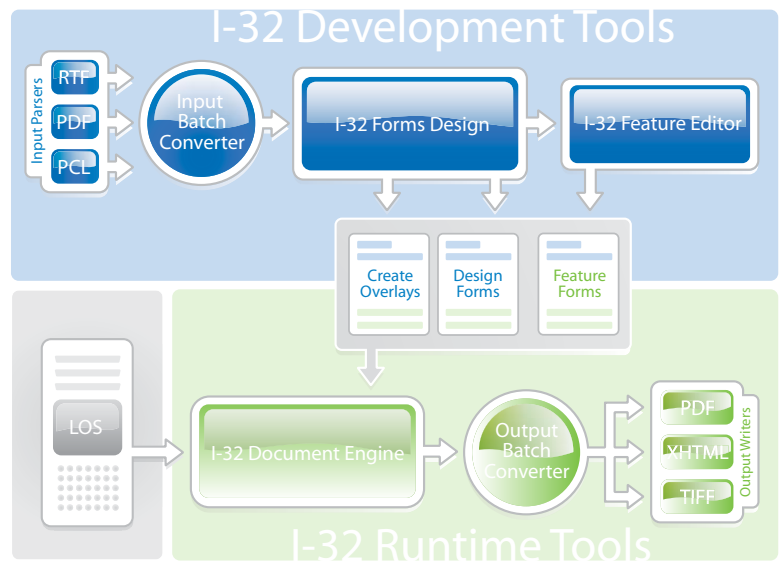 I-32 Development Tools
Input Parsers
RTF
PDF
PCL
Input
Batch
Converter
I-32 Forms Design
I-32 Feature Editor
Create
Overlays
Design
Forms
Feature
Forms
LOS
I-32 Document Engine
Output
Batch
Converter
PDF
XHTML
TIFF
Output Writers
I-32 Runtime Tools